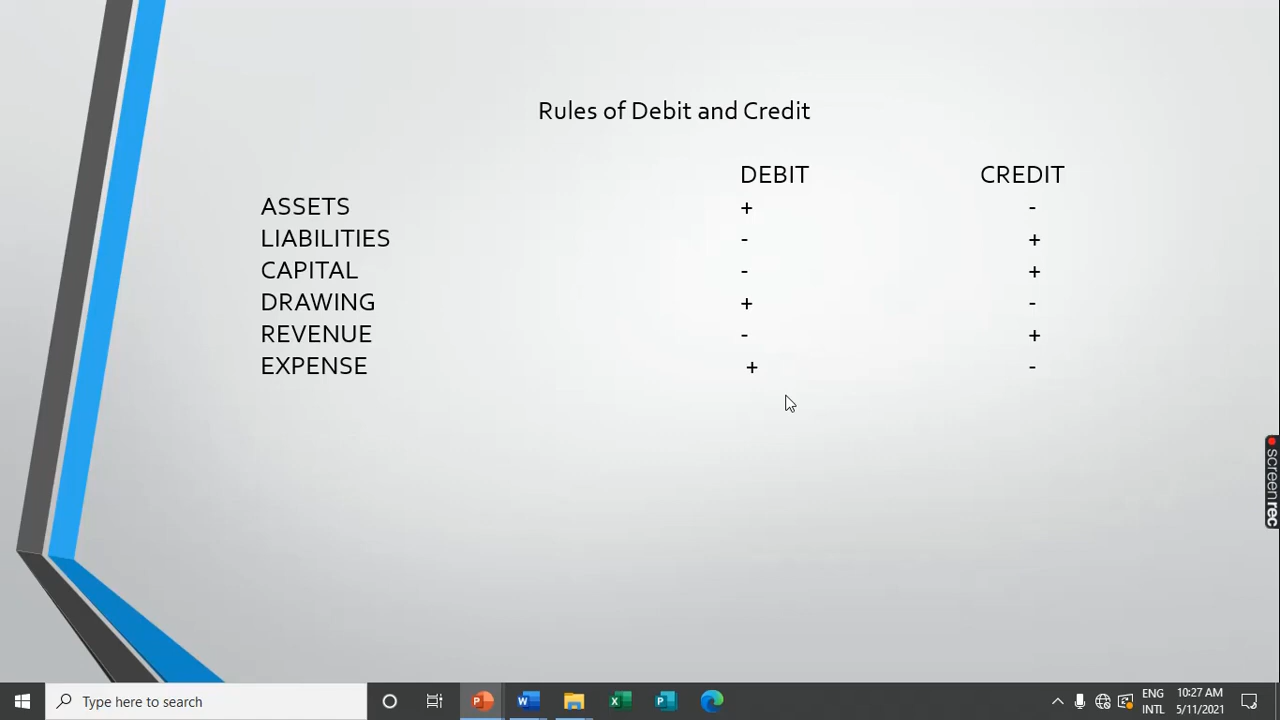 Rules of Debit and Credit
DEBIT CREDIT
ASSETS + -
LIABILITIES - +
CAPITAL - +
DRAWING + -
REVENUE - +
EXPENSE + -
screenrec
Type here to search
ENG 10:27 AM
INTL 5/11/2021